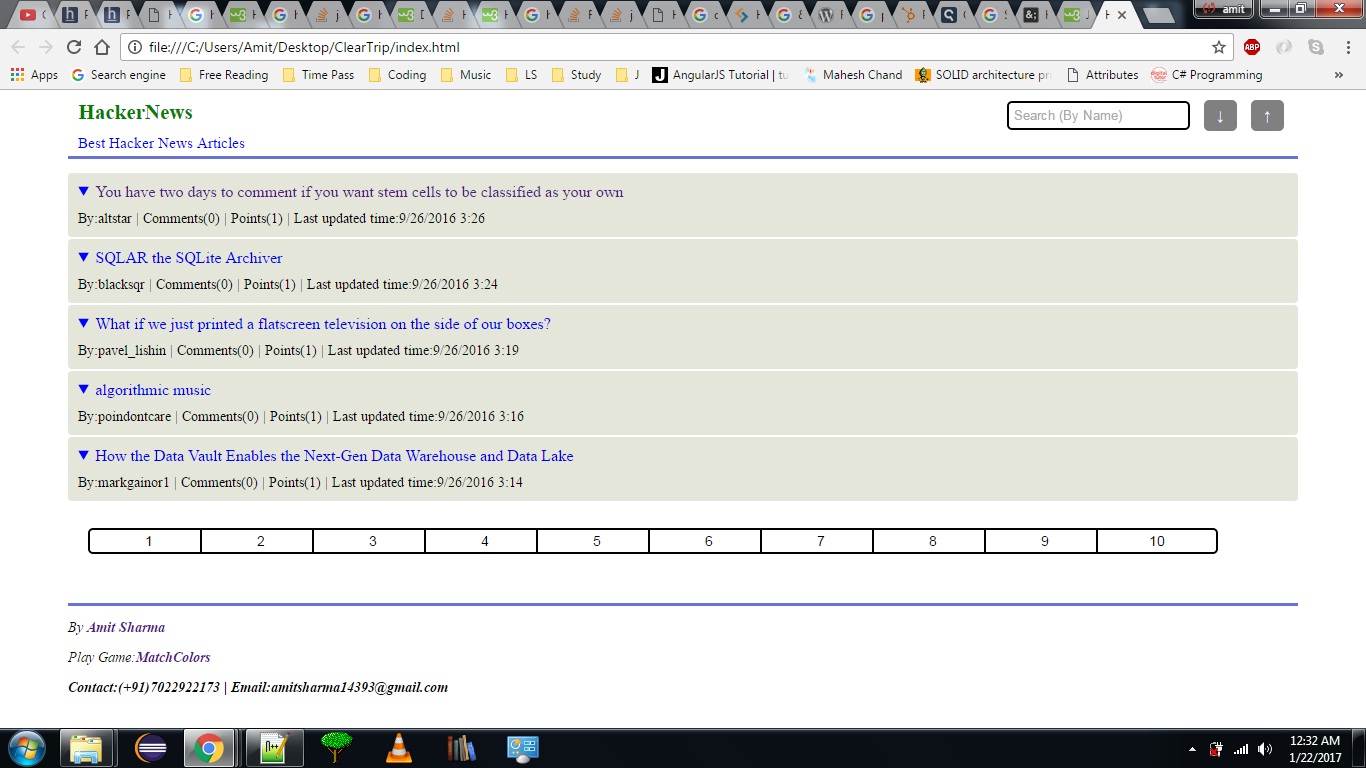 amit
file:///C:/Users/Amit/Desktop/ClearTrip/index.html
Apps Search engine Free Reading Time Pass Coding Music LS Study J AngularJS Tutorial | tu Mahesh Chand SOLID architecture pri Attributes C# Programming »
HackerNews
Search (By Name) ↓ ↑
Best Hacker News Articles
You have two days to comment if you want stem cells to be classified as your own
By:altstar | Comments(0) | Points(1) | Last updated time:9/26/2016 3:26
SQLAR the SQLite Archiver
By:blacksqr | Comments(0) | Points(1) | Last updated time:9/26/2016 3:24
What if we just printed a flatscreen television on the side of our boxes?
By:pavel_lishin | Comments(0) | Points(1) | Last updated time:9/26/2016 3:19
algorithmic music
By:poindontcare | Comments(0) | Points(1) | Last updated time:9/26/2016 3:16
How the Data Vault Enables the Next-Gen Data Warehouse and Data Lake
By:markgainor1 | Comments(0) | Points(1) | Last updated time:9/26/2016 3:14
1 2 3 4 5 6 7 8 9 10
By Amit Sharma
Play Game:MatchColors
Contact:(+91)7022922173 | Email:amitsharma14393@gmail.com
12:32 AM
1/22/2017